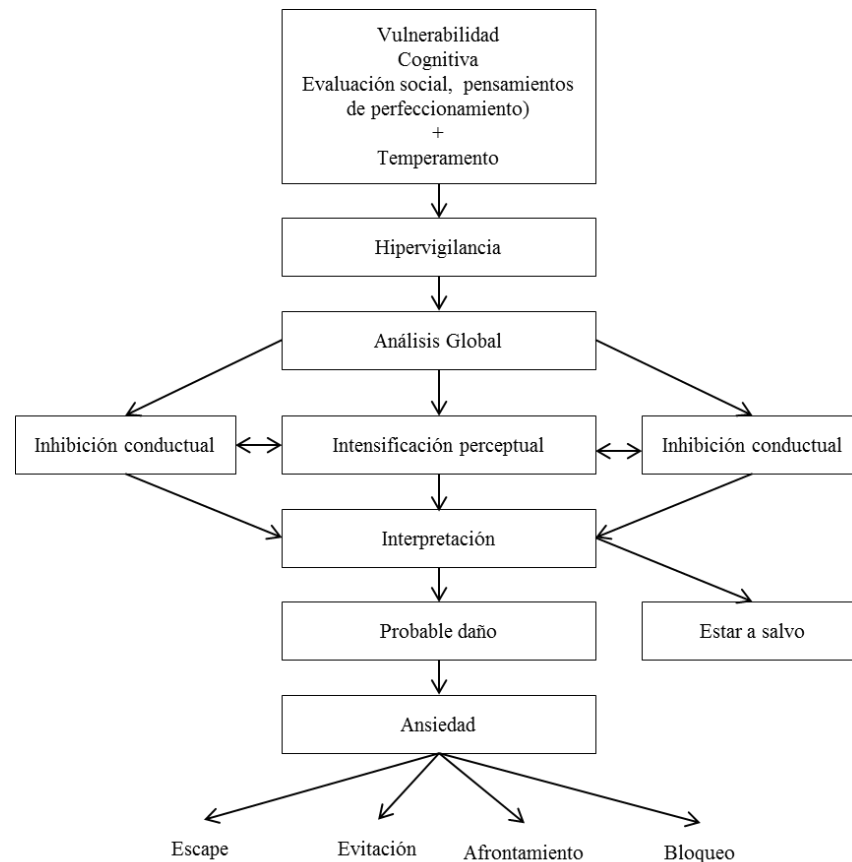 Vulnerabilidad
Cognitiva
Evaluación social, pensamientos
de perfeccionamiento)
+
Temperamento
Hipervigilancia
Análisis Global
Inhibición conductual
Intensificación perceptual
Inhibición conductual
Interpretación
Probable daño
Estar a salvo
Ansiedad
Escape
Evitación
Afrontamiento
Bloqueo